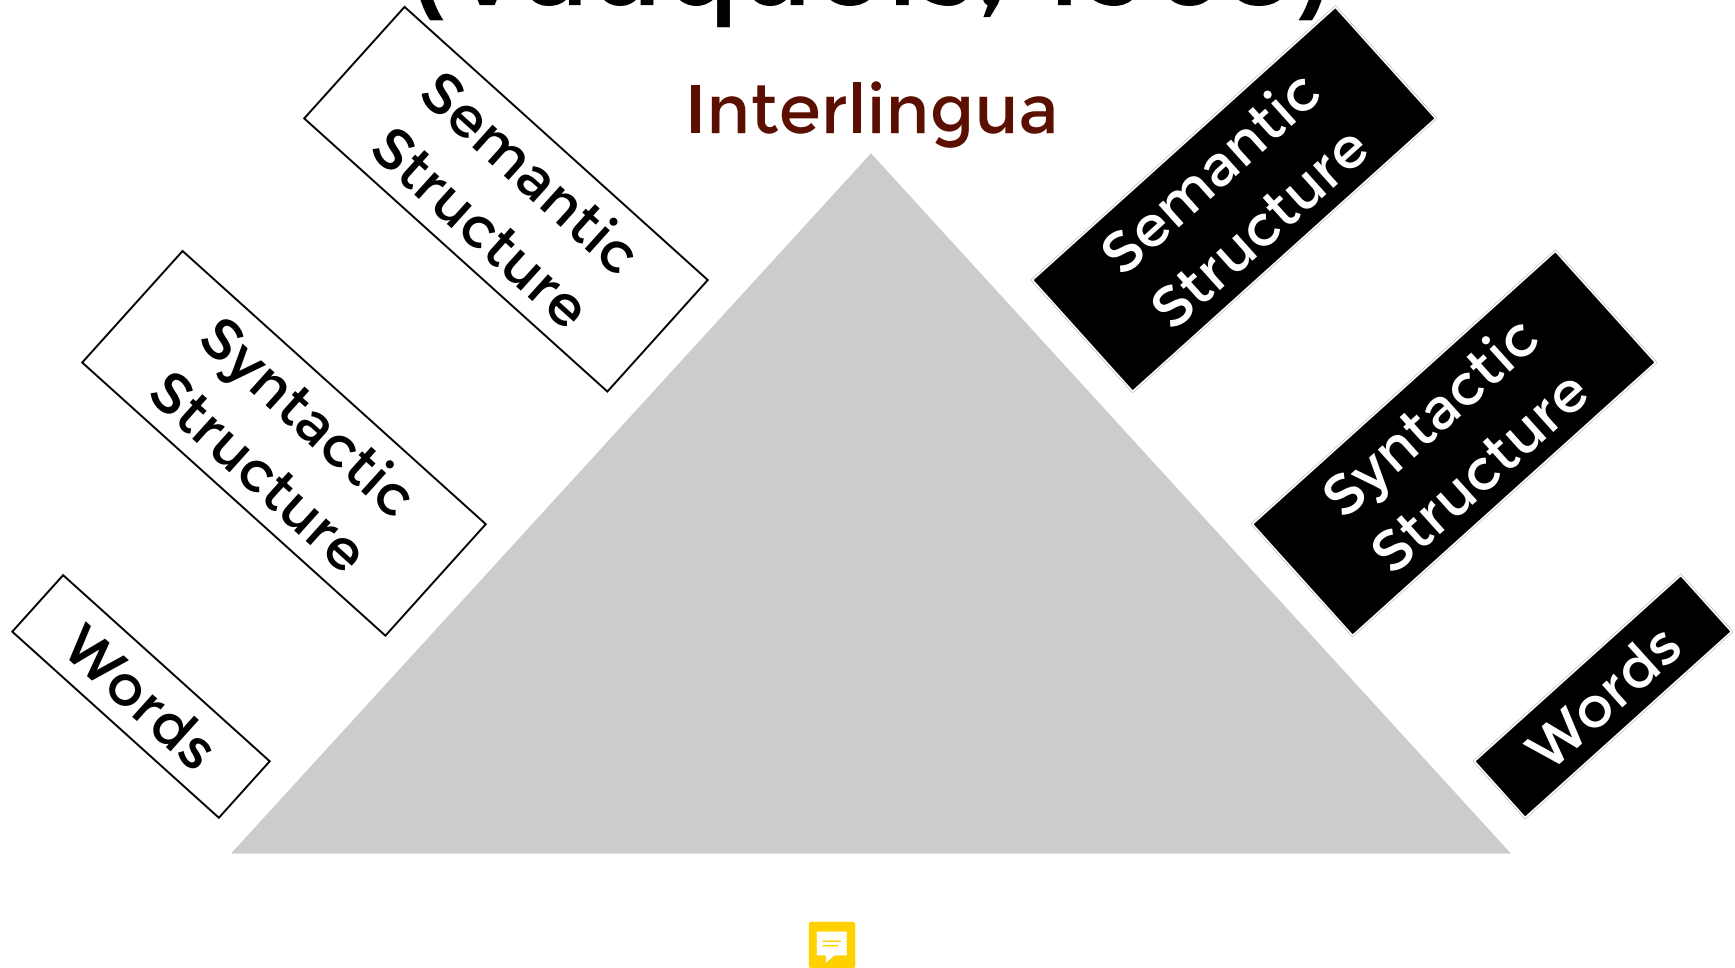 Interlingua
Semantic
Structure
Semantic
Structure
Syntactic
Structure
Syntactic
Structure
Words
Words